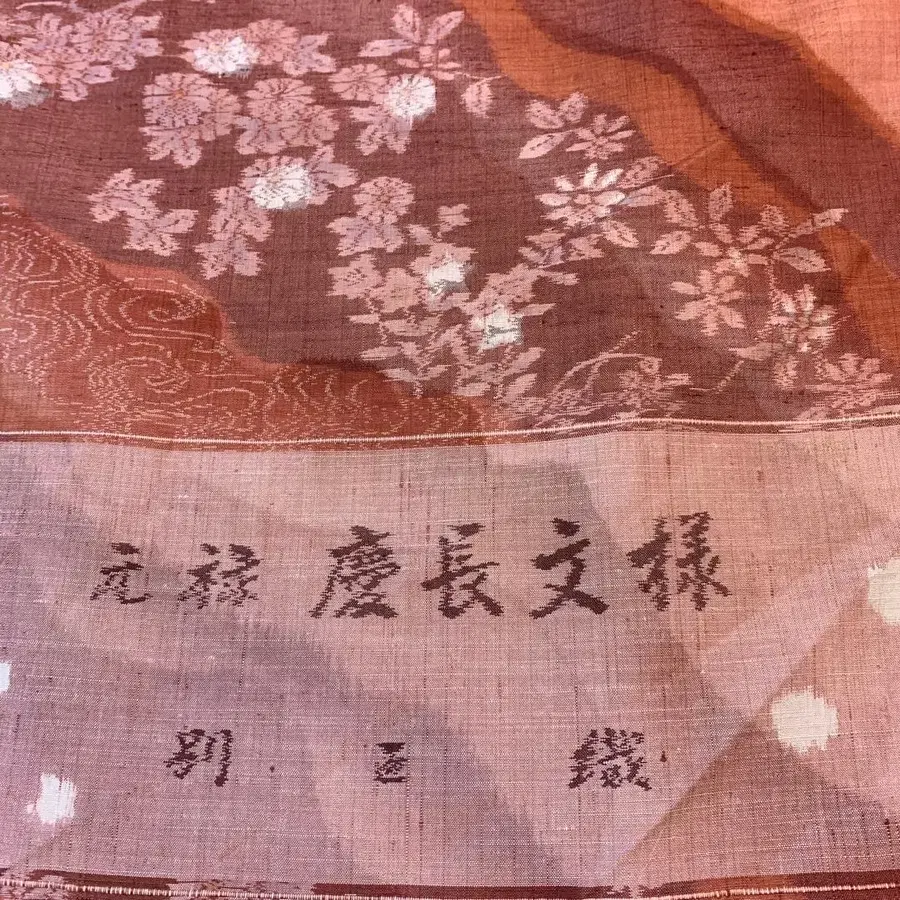 元禄 慶長文様
別 織